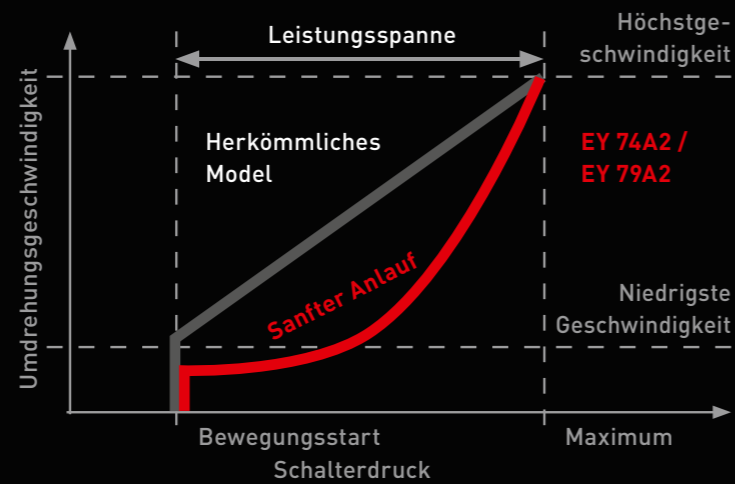 Höchstge-
schwindigkeit
Leistungsspanne
Umdrehungsgeschwindigkeit
Herkömmliches
Model
EY 74A2 /
EY 79A2
Sanfter Anlauf
Niedrigste
Geschwindigkeit
Bewegungsstart
Maximum
Schalterdruck